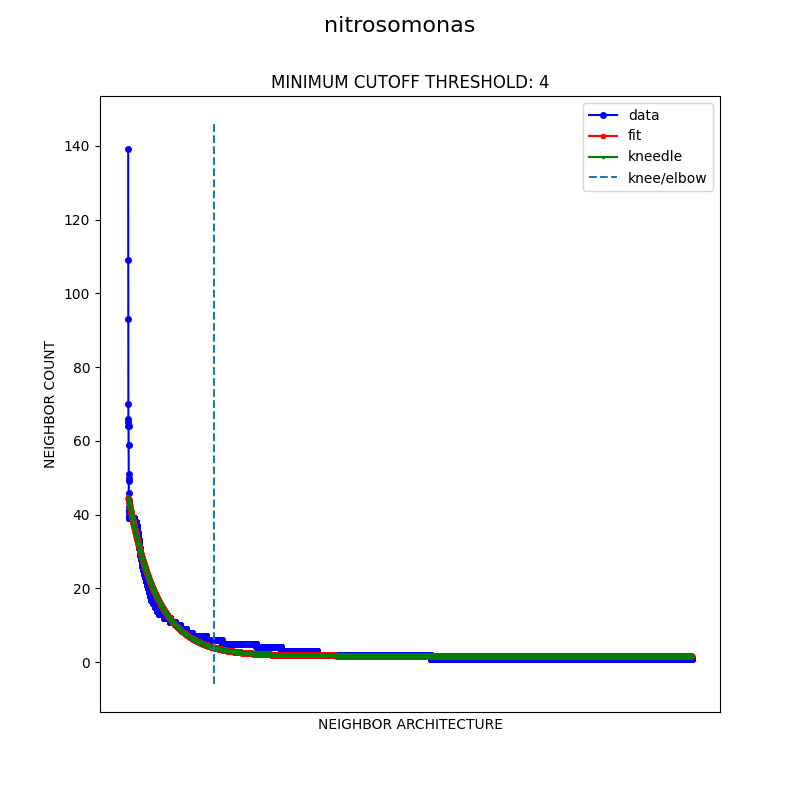 nitrosomonas
MINIMUM CUTOFF THRESHOLD: 4
data
fit
kneedle
knee/elbow
140
120
100
80
60
40
20
0
NEIGHBOR COUNT
NEIGHBOR ARCHITECTURE